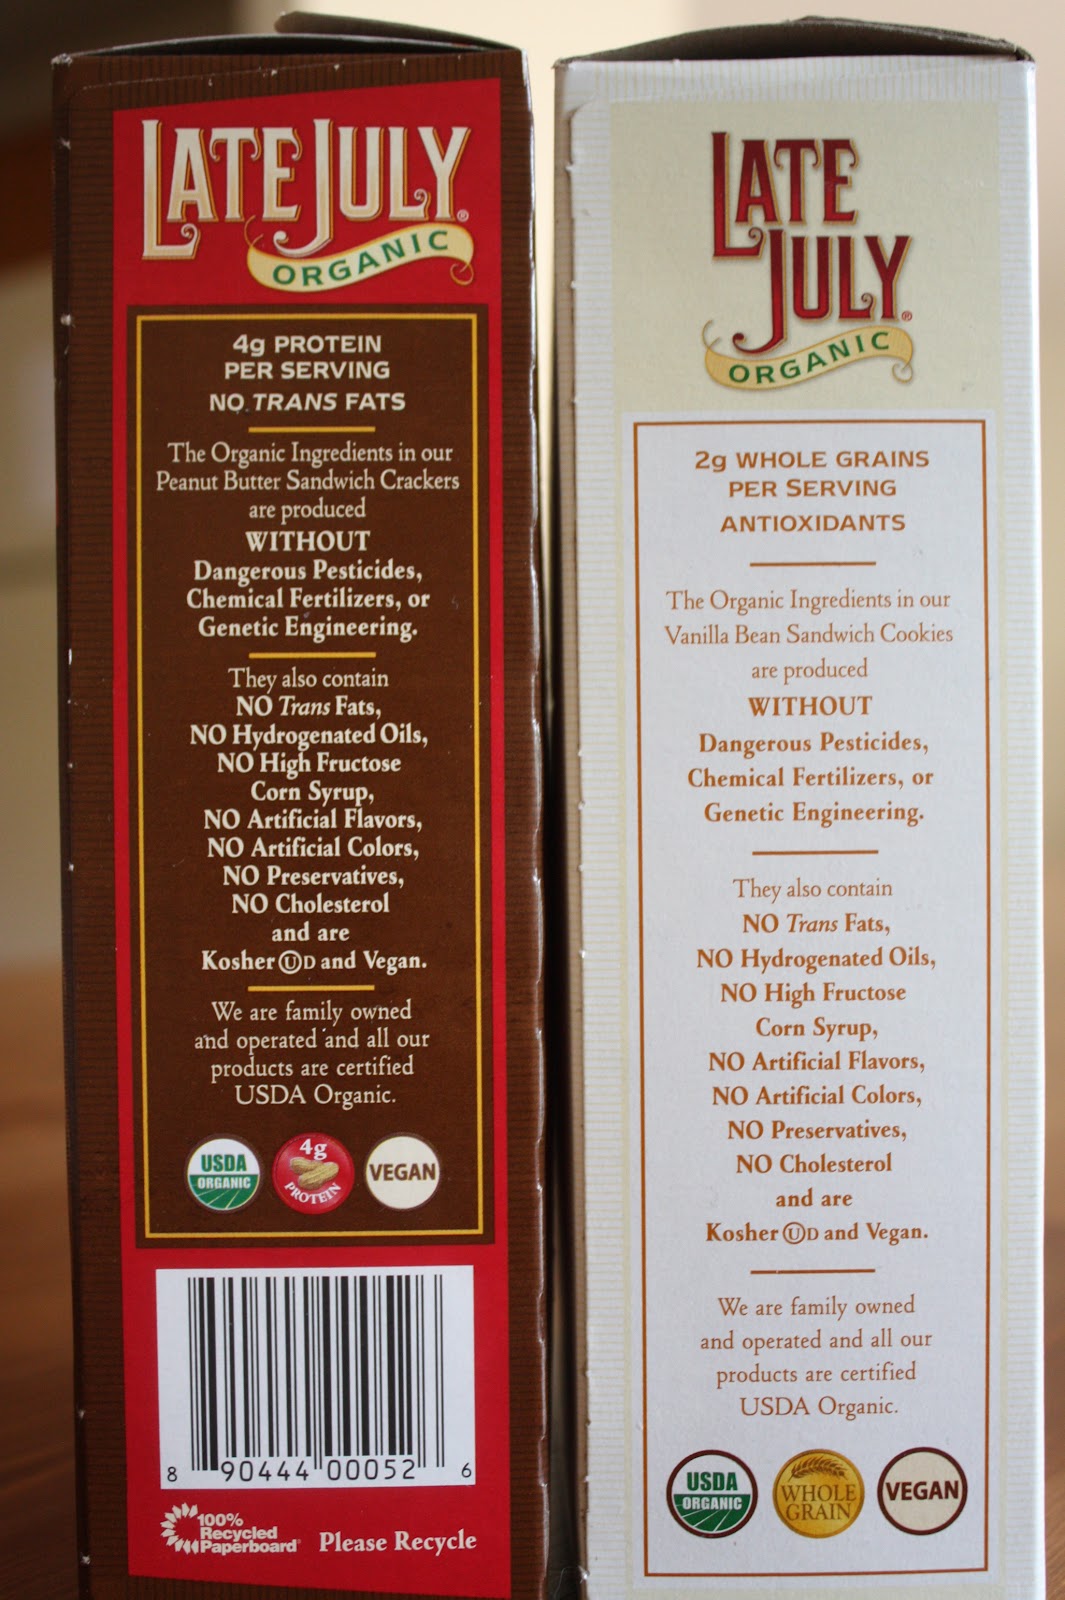 LATE JULY®
ORGANIC
4g PROTEIN
PER SERVING
NO TRANS FATS
The Organic Ingredients in our
Peanut Butter Sandwich Crackers
are produced
WITHOUT
Dangerous Pesticides,
Chemical Fertilizers, or
Genetic Engineering.
They also contain
NO Trans Fats,
NO Hydrogenated Oils,
NO High Fructose
Corn Syrup,
NO Artificial Flavors,
NO Artificial Colors,
NO Preservatives,
NO Cholesterol
and are
Kosher ⓊD and Vegan.
We are family owned
and operated and all our
products are certified
USDA Organic.
USDA
ORGANIC
4g
PROTEIN
VEGAN
8 90444 00052 6
100%
Recycled
Paperboard
Please Recycle
LATE
JULY®
ORGANIC
2g WHOLE GRAINS
PER SERVING
ANTIOXIDANTS
The Organic Ingredients in our
Vanilla Bean Sandwich Cookies
are produced
WITHOUT
Dangerous Pesticides,
Chemical Fertilizers, or
Genetic Engineering.
They also contain
NO Trans Fats,
NO Hydrogenated Oils,
NO High Fructose
Corn Syrup,
NO Artificial Flavors,
NO Artificial Colors,
NO Preservatives,
NO Cholesterol
and are
Kosher ⓊD and Vegan.
We are family owned
and operated and all our
products are certified
USDA Organic.
USDA
ORGANIC
WHOLE
GRAIN
VEGAN